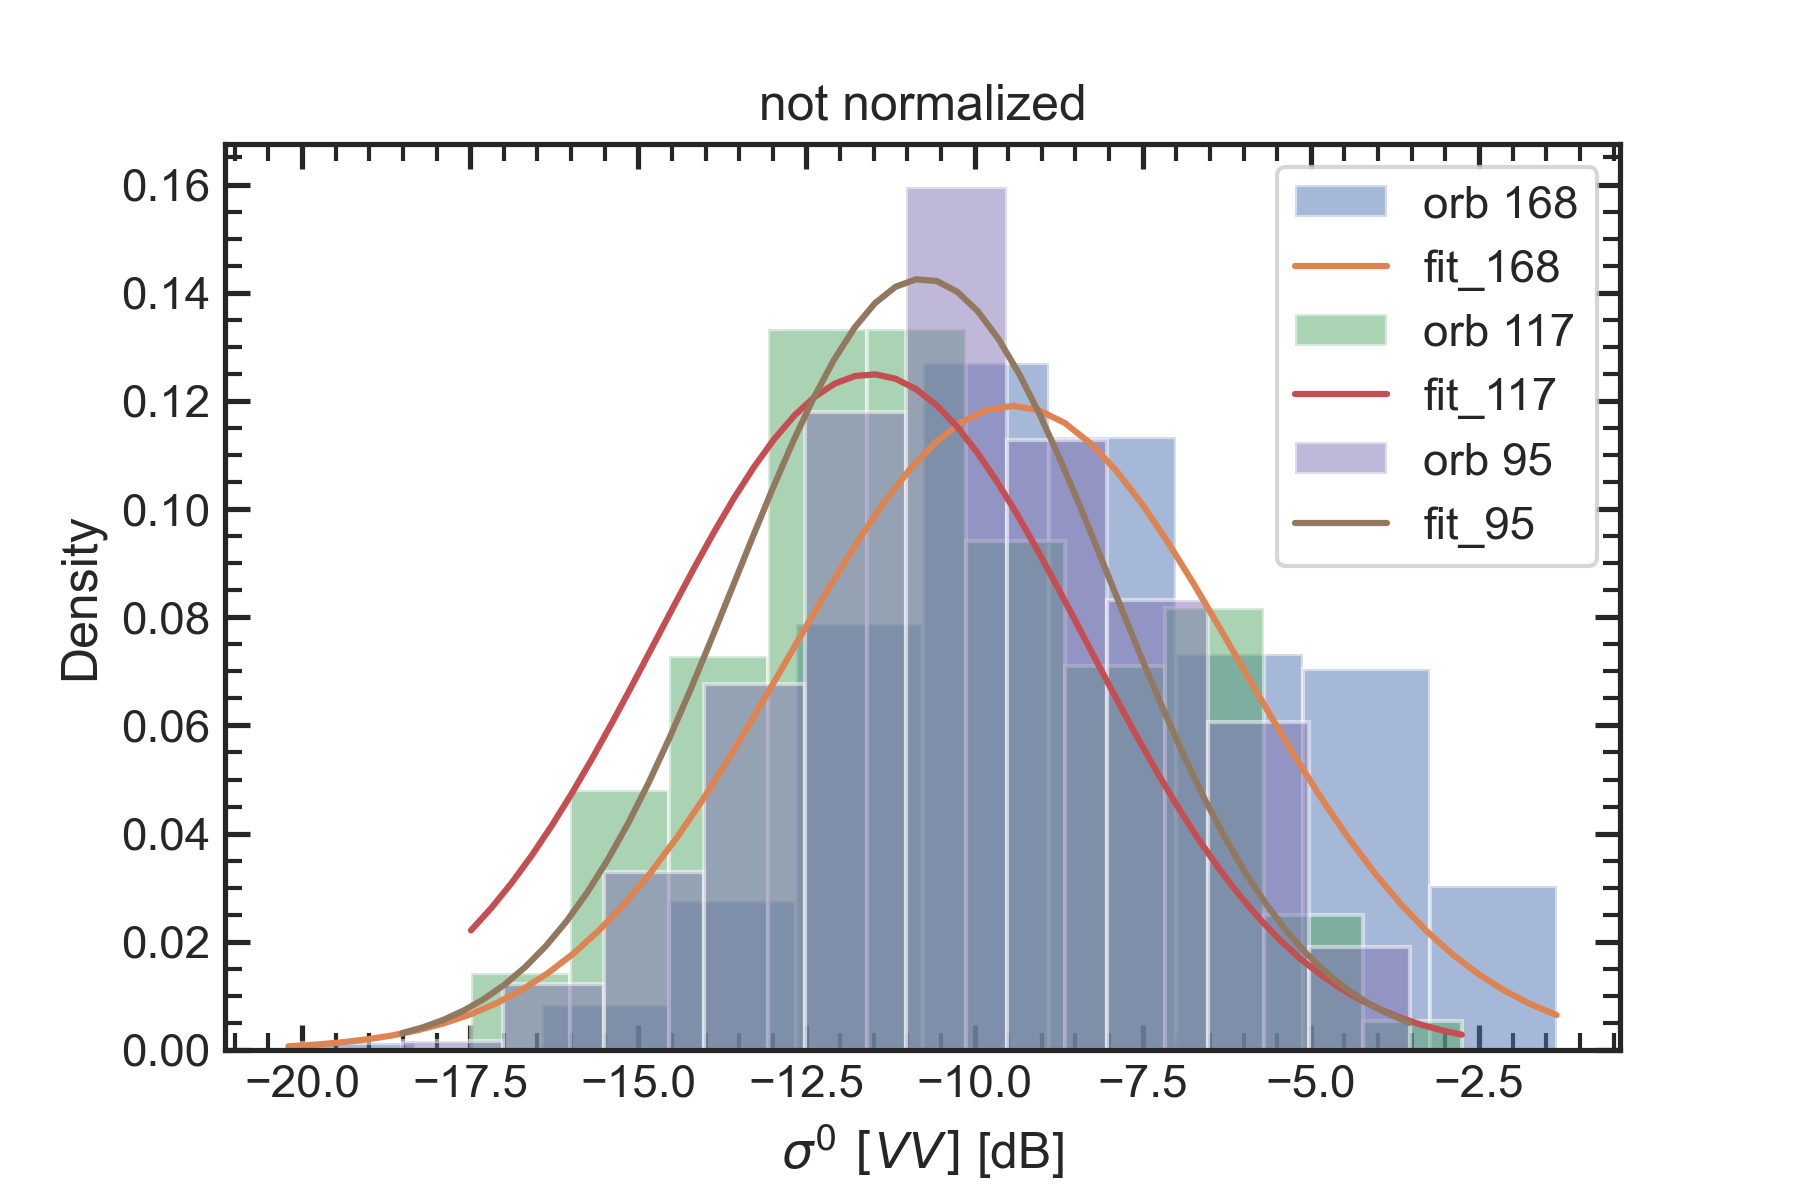 not normalized
0.16
0.14
0.12
0.10
0.08
0.06
0.04
0.02
0.00
Density
orb 168
fit_168
orb 117
fit_117
orb 95
fit_95
−20.0 −17.5 −15.0 −12.5 −10.0 −7.5 −5.0 −2.5
σ⁰ [VV] [dB]